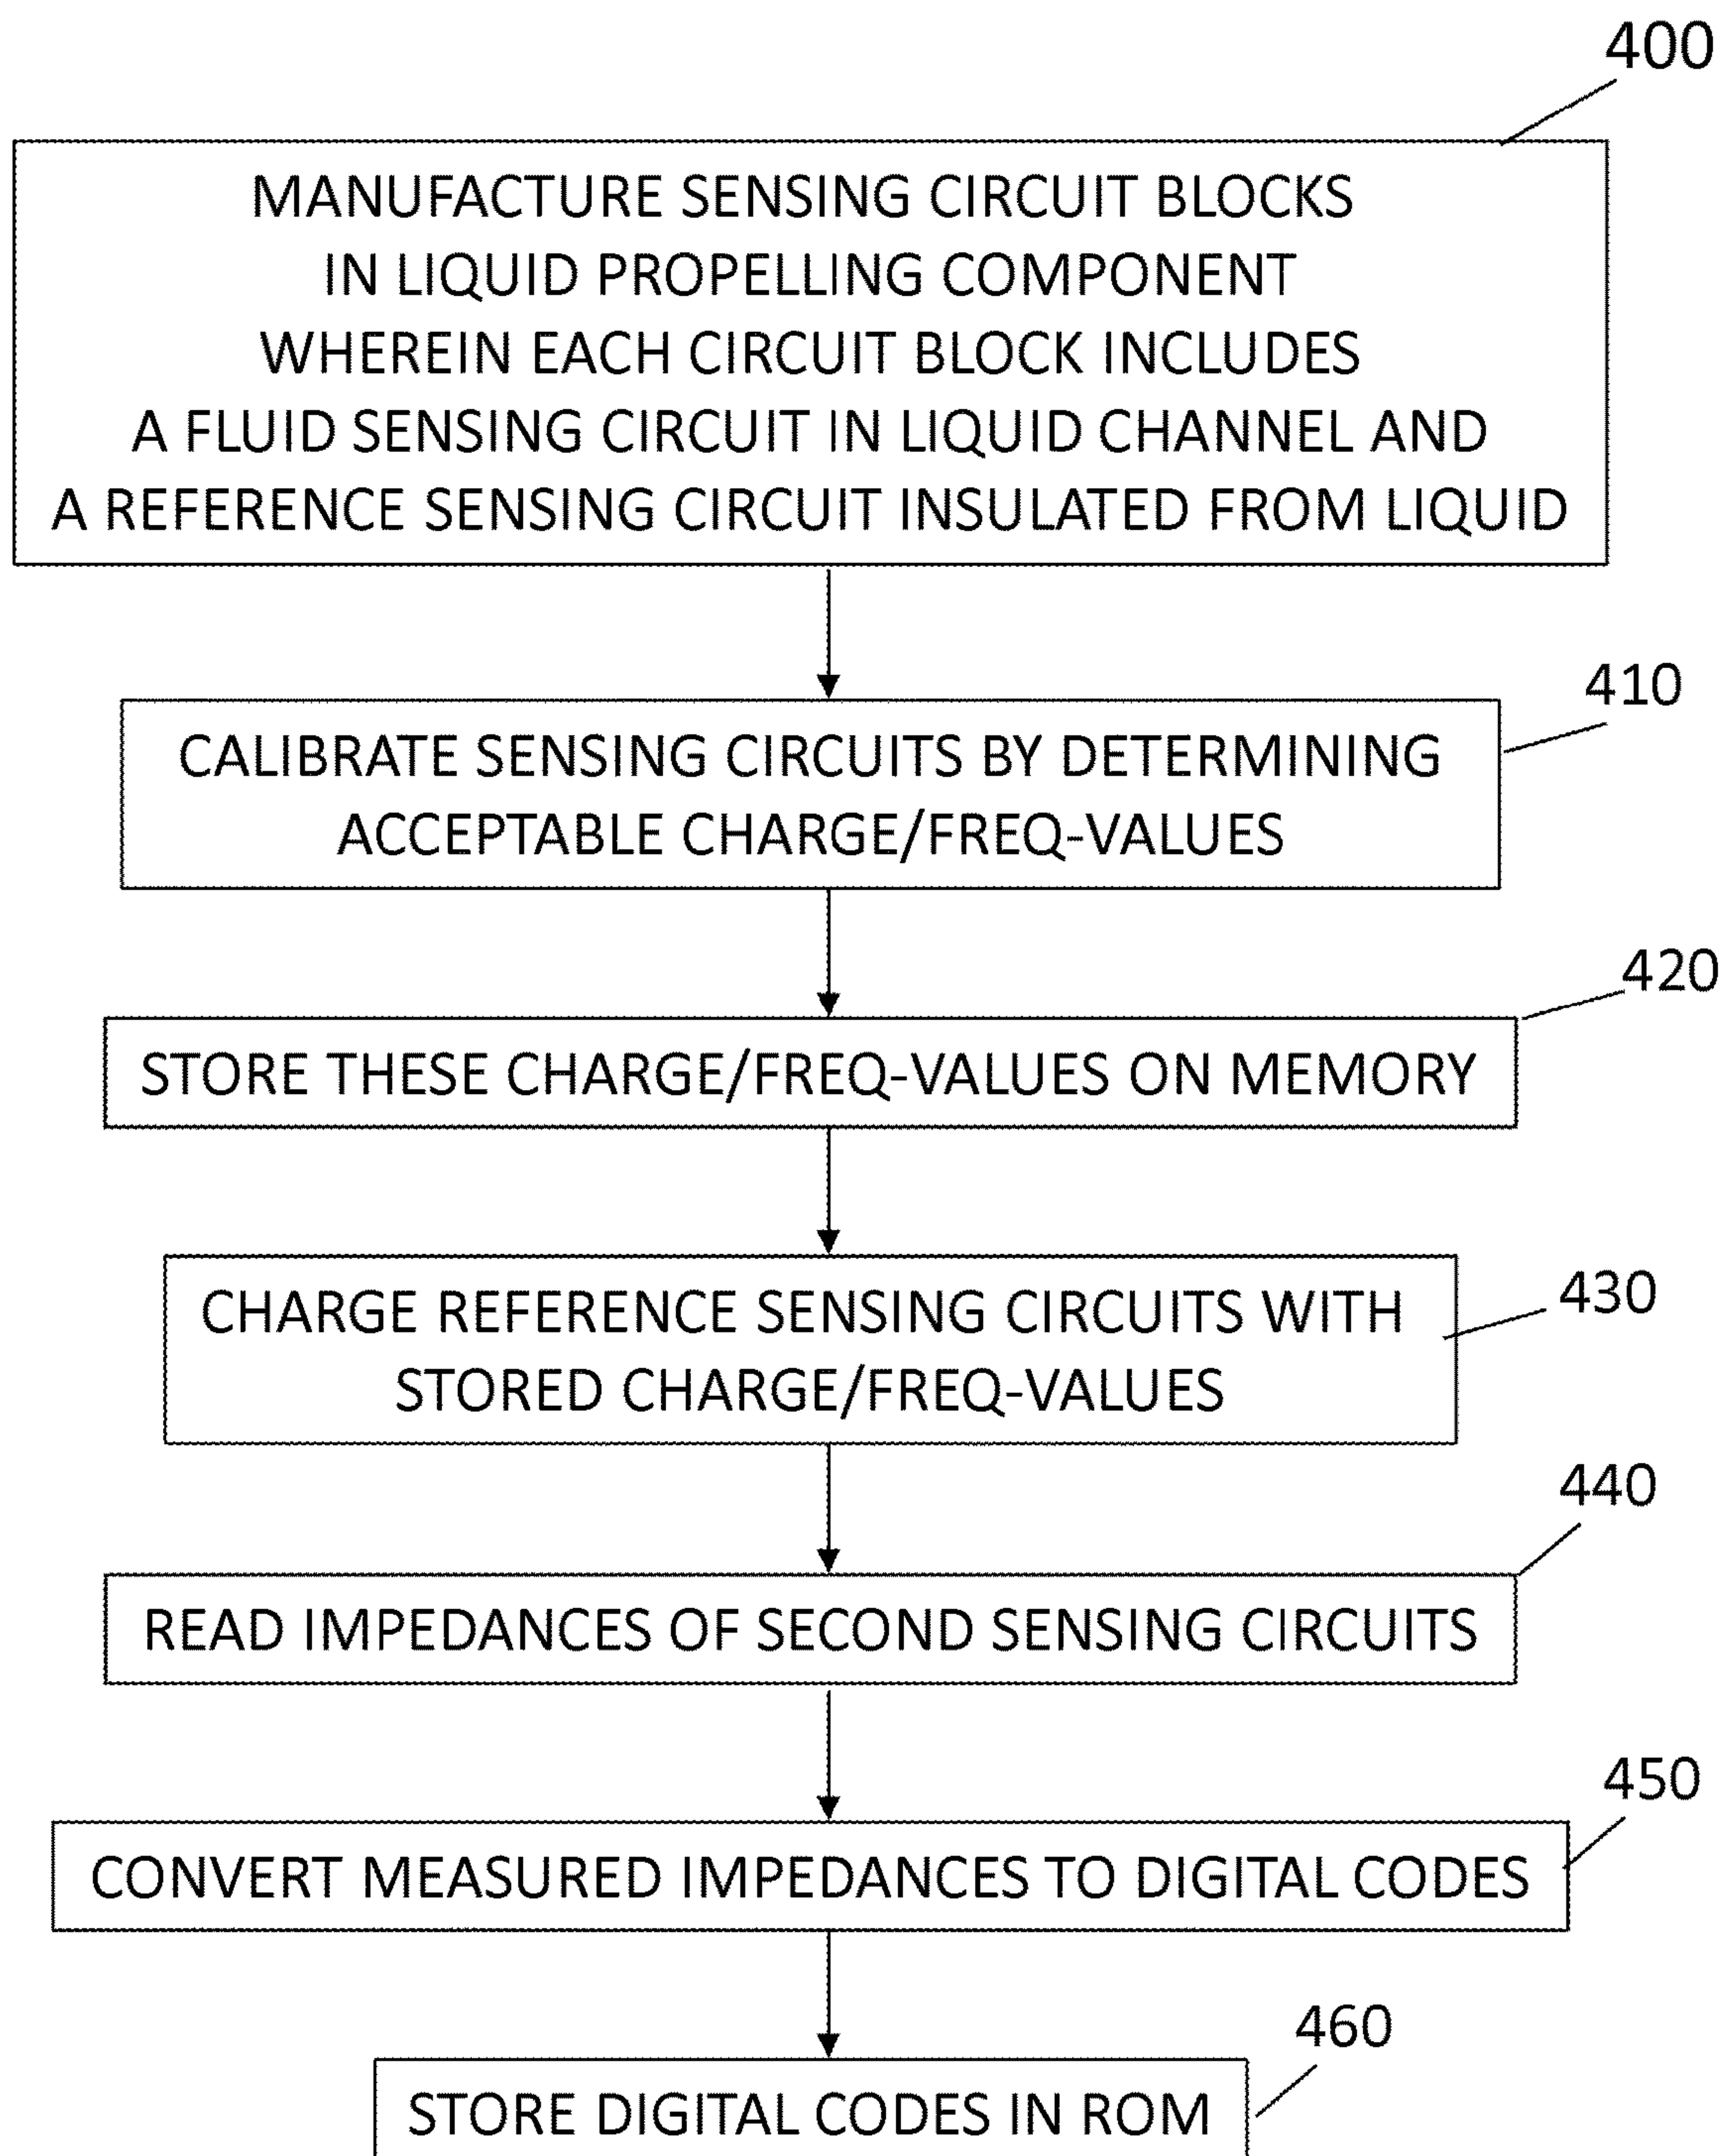 400
MANUFACTURE SENSING CIRCUIT BLOCKS
IN LIQUID PROPELLING COMPONENT
WHEREIN EACH CIRCUIT BLOCK INCLUDES
A FLUID SENSING CIRCUIT IN LIQUID CHANNEL AND
A REFERENCE SENSING CIRCUIT INSULATED FROM LIQUID
410
CALIBRATE SENSING CIRCUITS BY DETERMINING
ACCEPTABLE CHARGE/FREQ-VALUES
420
STORE THESE CHARGE/FREQ-VALUES ON MEMORY
430
CHARGE REFERENCE SENSING CIRCUITS WITH
STORED CHARGE/FREQ-VALUES
440
READ IMPEDANCES OF SECOND SENSING CIRCUITS
450
CONVERT MEASURED IMPEDANCES TO DIGITAL CODES
460
STORE DIGITAL CODES IN ROM